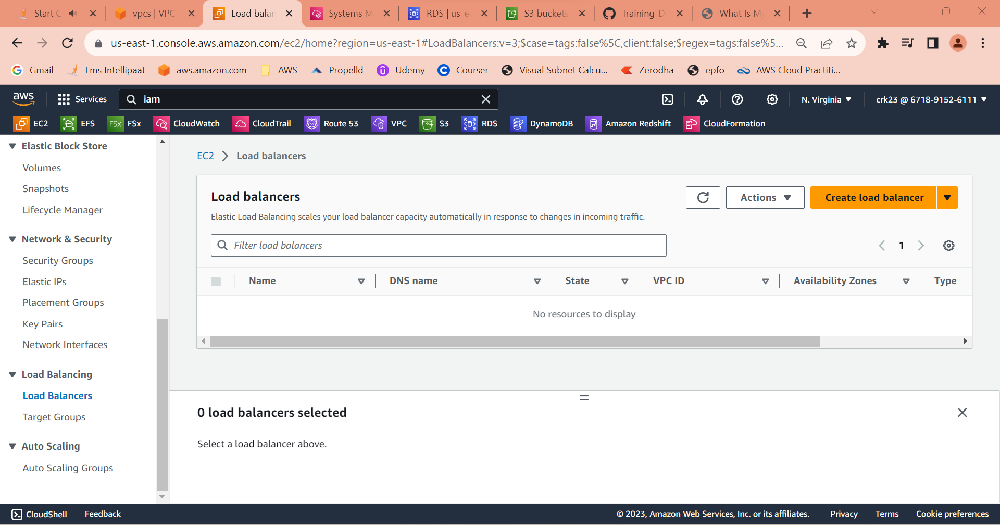 Start C
vpcs | VPC
Load balan
Systems M
RDS | us-ea
S3 buckets
Training-D
What Is My
us-east-1.console.aws.amazon.com/ec2/home?region=us-east-1#LoadBalancers:v=3;$case=tags:false%5C,client:false;$regex=tags:false%5...
Gmail
Lms Intellipaat
aws.amazon.com
AWS
Propelld
Udemy
Courser
Visual Subnet Calcu...
Zerodha
epfo
AWS Cloud Practiti...
aws
Services
iam
N. Virginia
crk23 @ 6718-9152-6111
EC2
EFS
FSx
FSx
CloudWatch
CloudTrail
53
Route 53
VPC
S3
RDS
DynamoDB
Amazon Redshift
CloudFormation
Elastic Block Store
Volumes
Snapshots
Lifecycle Manager
Network & Security
Security Groups
Elastic IPs
Placement Groups
Key Pairs
Network Interfaces
Load Balancing
Load Balancers
Target Groups
Auto Scaling
Auto Scaling Groups
EC2
Load balancers
Load balancers
Actions
Create load balancer
Elastic Load Balancing scales your load balancer capacity automatically in response to changes in incoming traffic.
Filter load balancers
1
Name
DNS name
State
VPC ID
Availability Zones
Type
No resources to display
0 load balancers selected
Select a load balancer above.
CloudShell
Feedback
© 2023, Amazon Web Services, Inc. or its affiliates.
Privacy
Terms
Cookie preferences